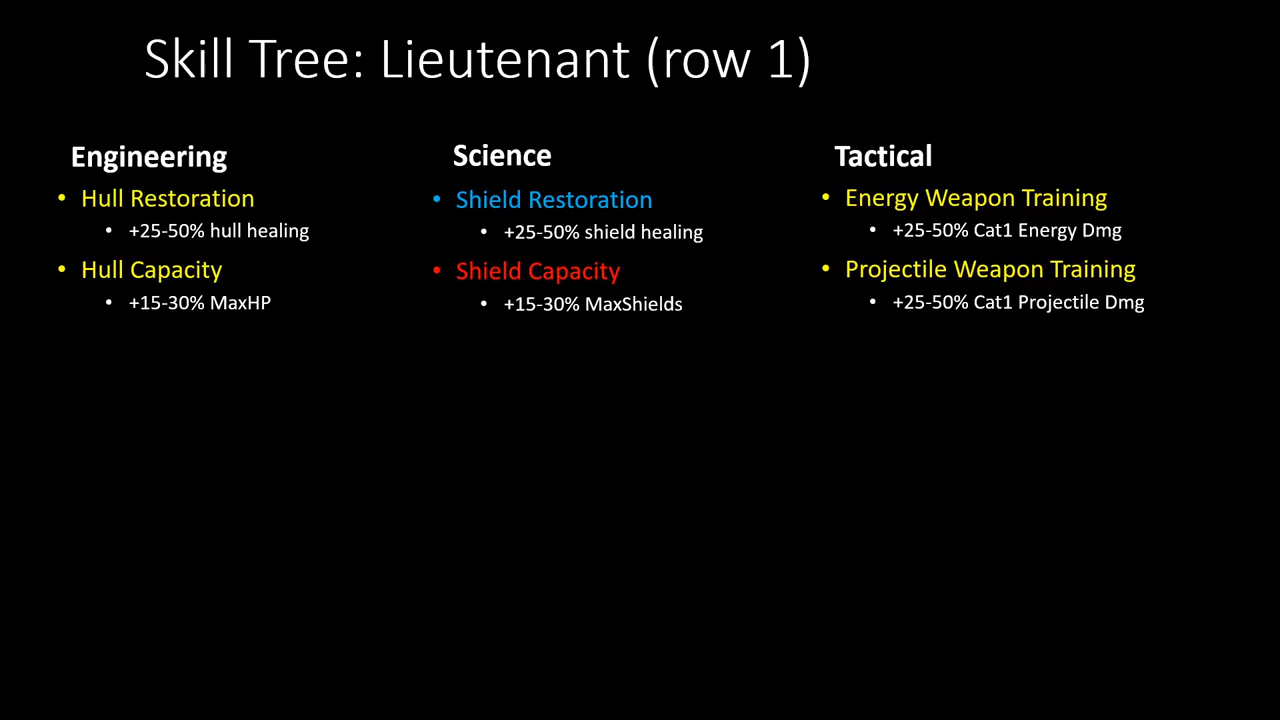 Skill Tree: Lieutenant (row 1)
Engineering
• Hull Restoration
• +25-50% hull healing
• Hull Capacity
• +15-30% MaxHP
Science
• Shield Restoration
• +25-50% shield healing
• Shield Capacity
• +15-30% MaxShields
Tactical
• Energy Weapon Training
• +25-50% Cat1 Energy Dmg
• Projectile Weapon Training
• +25-50% Cat1 Projectile Dmg